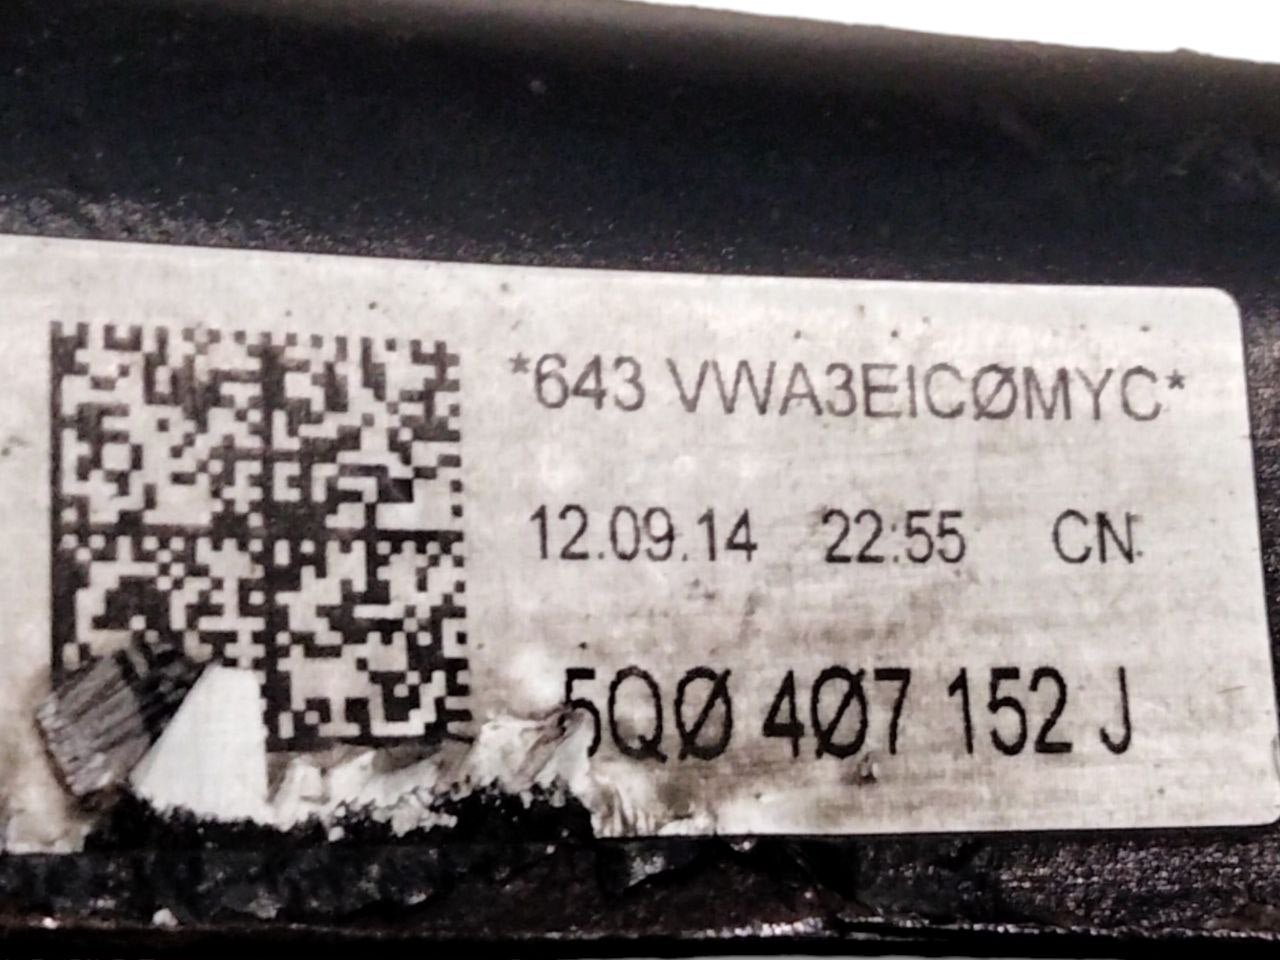 *643 VWA3EIC0MYC*
12.09.14 22:55 CN
5Q0 407 152 J